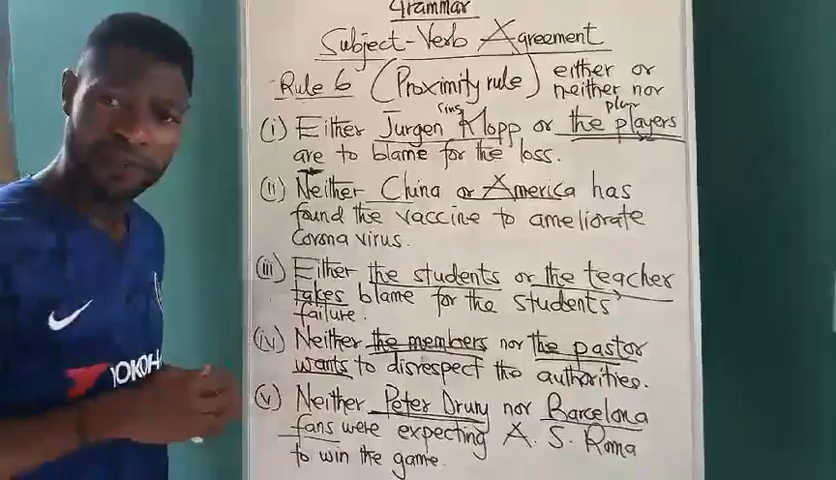 Grammar
Subject-Verb Agreement
Rule 6 (Proximity rule) either or
neither nor
sing plur
(i) Either Jurgen Klopp or the players
are to blame for the loss.
(ii) Neither China or America has
found the vaccine to ameliorate
Corona virus.
(iii) Either the students or the teacher
takes blame for the students'
failure.
(iv) Neither the members nor the pastor
wants to disrespect the authorities.
(v) Neither Peter Drury nor Barcelona
fans were expecting A. S. Roma
to win the game.
YOKOH